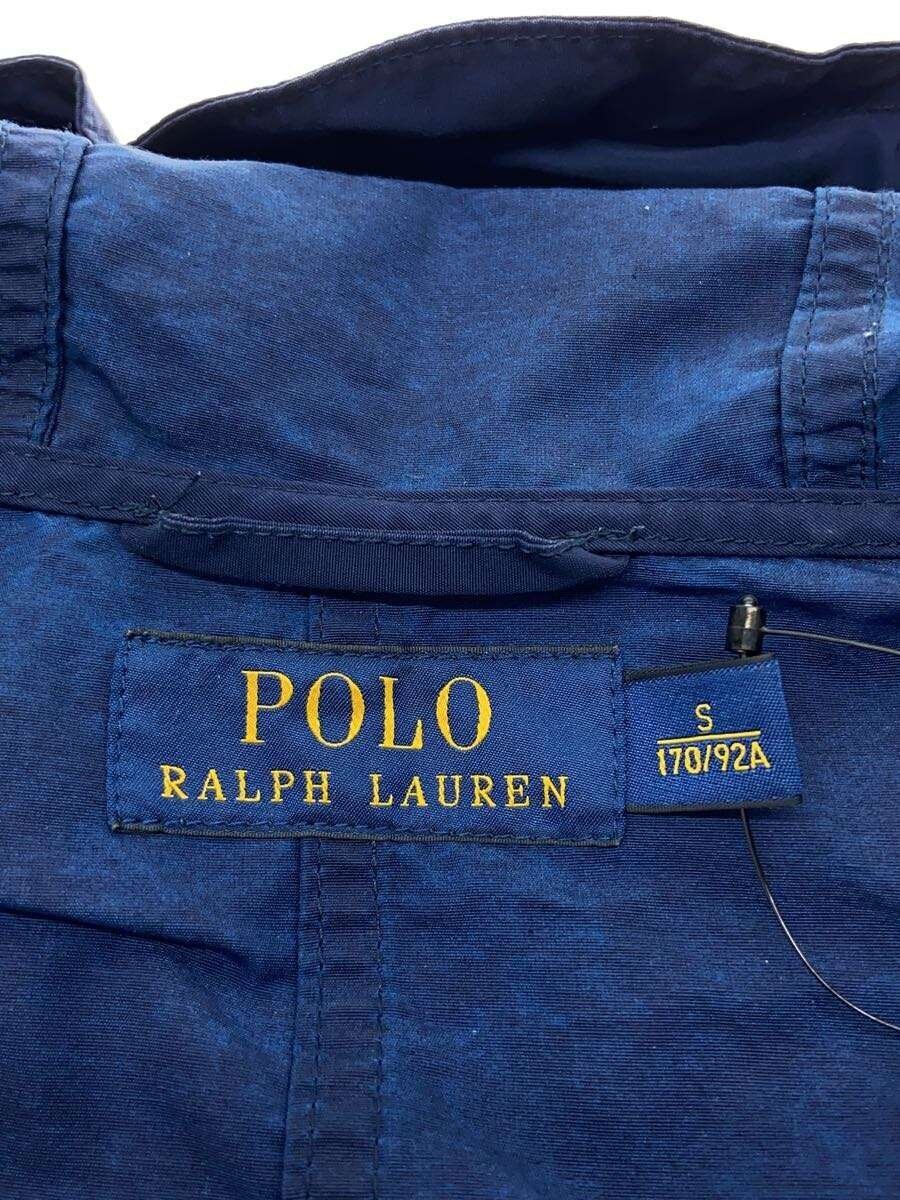 POLO
RALPH LAUREN
S
170/92A